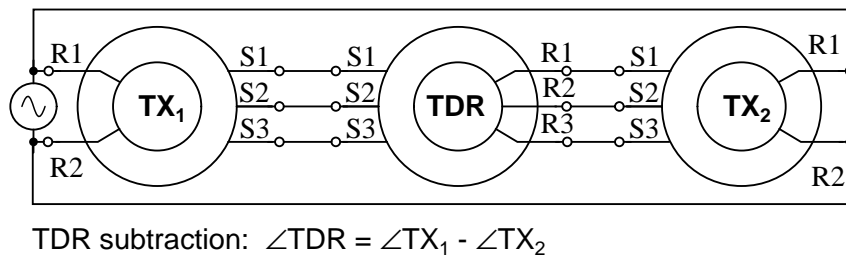 R1 S1 S1 R1 S1 R1
TX₁ S2 S2 TDR R2 S2 TX₂
S3 S3 R3 S3
R2 R2
TDR subtraction: ∠TDR = ∠TX₁ - ∠TX₂